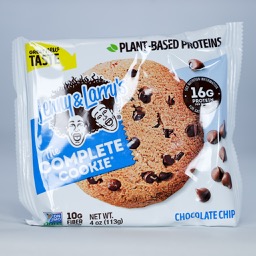 TASTE
PLANT-BASED PROTEINS
Lenny & Larry's
16G
PROTEIN
THE
COMPLETE
COOKIE®
10G
FIBER
NET WT.
4 oz (113g)
CHOCOLATE CHIP